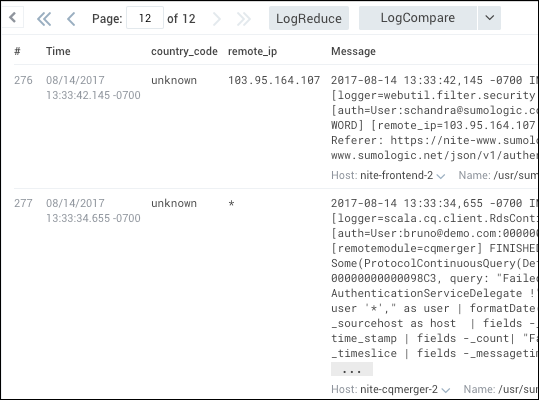 Page: 12 of 12 LogReduce LogCompare
# Time country_code remote_ip Message
276 08/14/2017 unknown 103.95.164.107 2017-08-14 13:33:42,145 -0700 IN
13:33:42.145 -0700 [logger=webutil.filter.security
[auth=User:schandra@sumologic.co
WORD] [remote_ip=103.95.164.107
Referer: https://nite-www.sumol
www.sumologic.net/json/v1/authen
Host: nite-frontend-2 Name: /usr/sum
277 08/14/2017 unknown * 2017-08-14 13:33:34,655 -0700 IN
13:33:34.655 -0700 [logger=scala.cq.client.RdsConti
[auth=User:bruno@demo.com:000000
[remotemodule=cqmerger] FINISHED
Some(ProtocolContinuousQuery(Def
00000000000098C3, query: "Failed
AuthenticationServiceDelegate !"
user '*'," as user | formatDate(
_sourcehost as host | fields -_
time_stamp | fields -_count| "Fa
_timeslice | fields -_messagetim
...
Host: nite-cqmerger-2 Name: /usr/sum